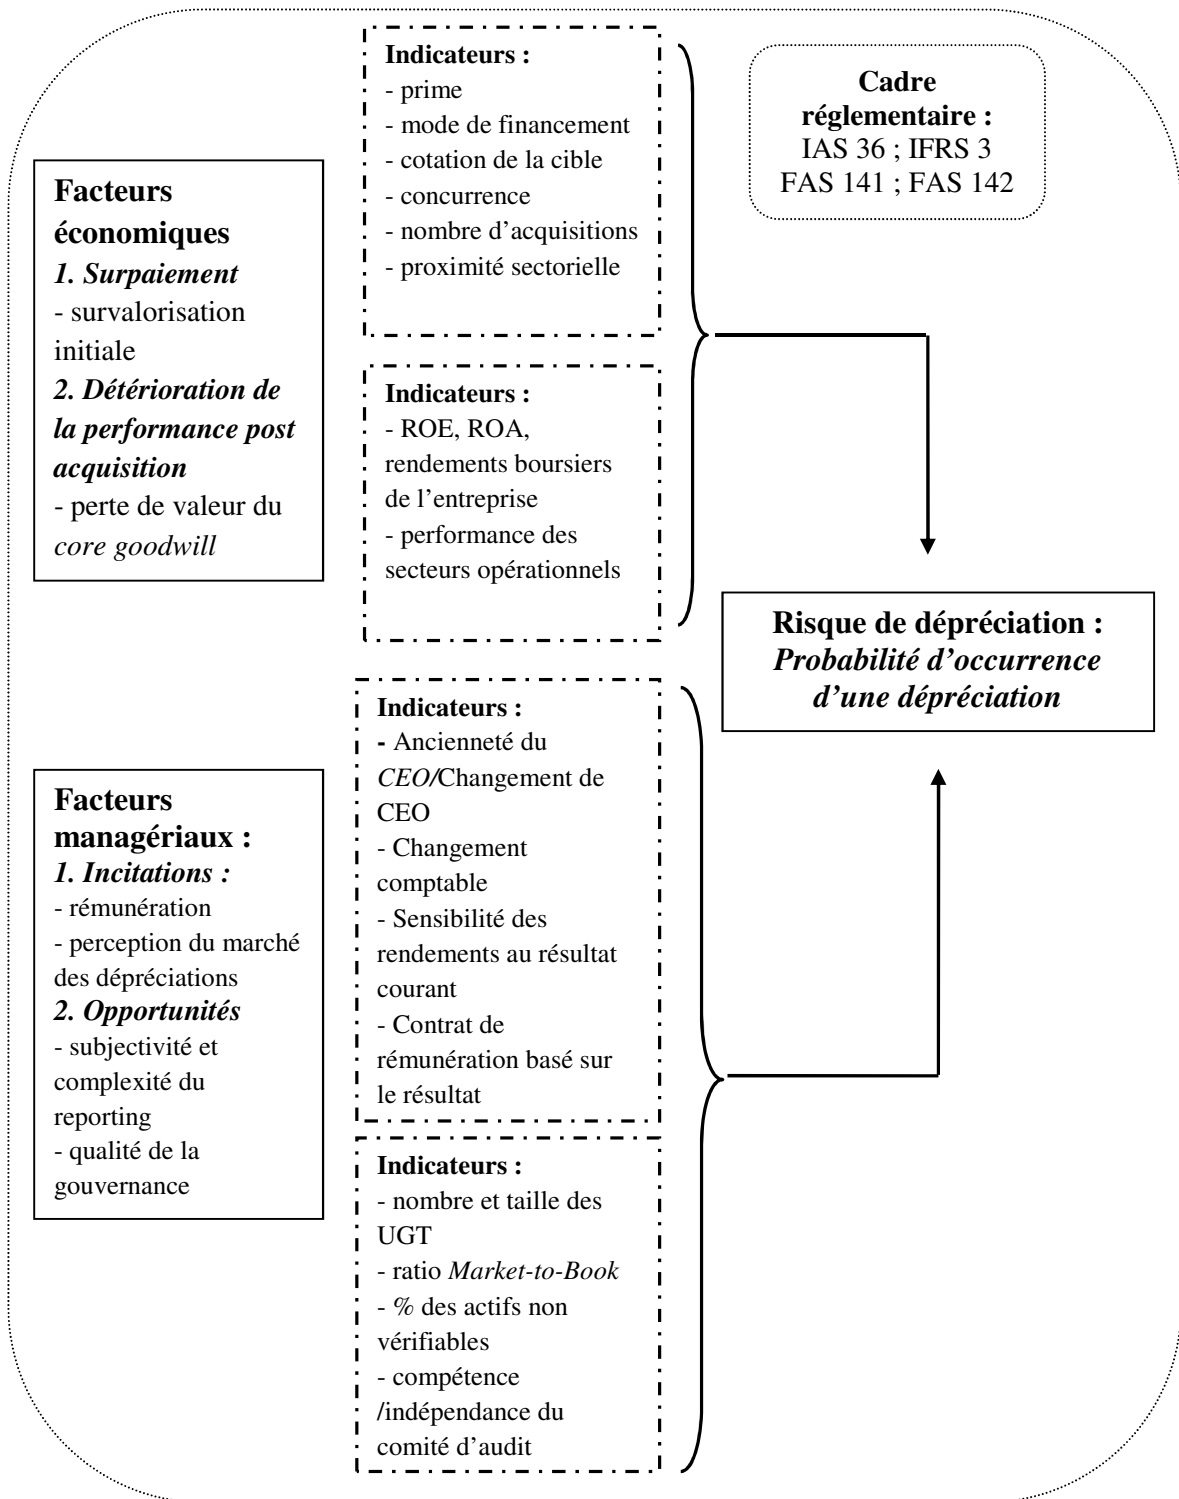 Indicateurs :
- prime
- mode de financement
- cotation de la cible
- concurrence
- nombre d'acquisitions
- proximité sectorielle
Cadre
réglementaire :
IAS 36 ; IFRS 3
FAS 141 ; FAS 142
Facteurs
économiques
1. Surpaiement
- survalorisation
initiale
2. Détérioration de
la performance post
acquisition
- perte de valeur du
core goodwill
Indicateurs :
- ROE, ROA,
rendements boursiers
de l'entreprise
- performance des
secteurs opérationnels
Risque de dépréciation :
Probabilité d'occurrence
d'une dépréciation
Facteurs
managériaux :
1. Incitations :
- rémunération
- perception du marché
des dépréciations
2. Opportunités
- subjectivité et
complexité du
reporting
- qualité de la
gouvernance
Indicateurs :
- Ancienneté du
CEO/Changement de
CEO
- Changement
comptable
- Sensibilité des
rendements au résultat
courant
- Contrat de
rémunération basé sur
le résultat
Indicateurs :
- nombre et taille des
UGT
- ratio Market-to-Book
- % des actifs non
vérifiables
- compétence
/indépendance du
comité d'audit